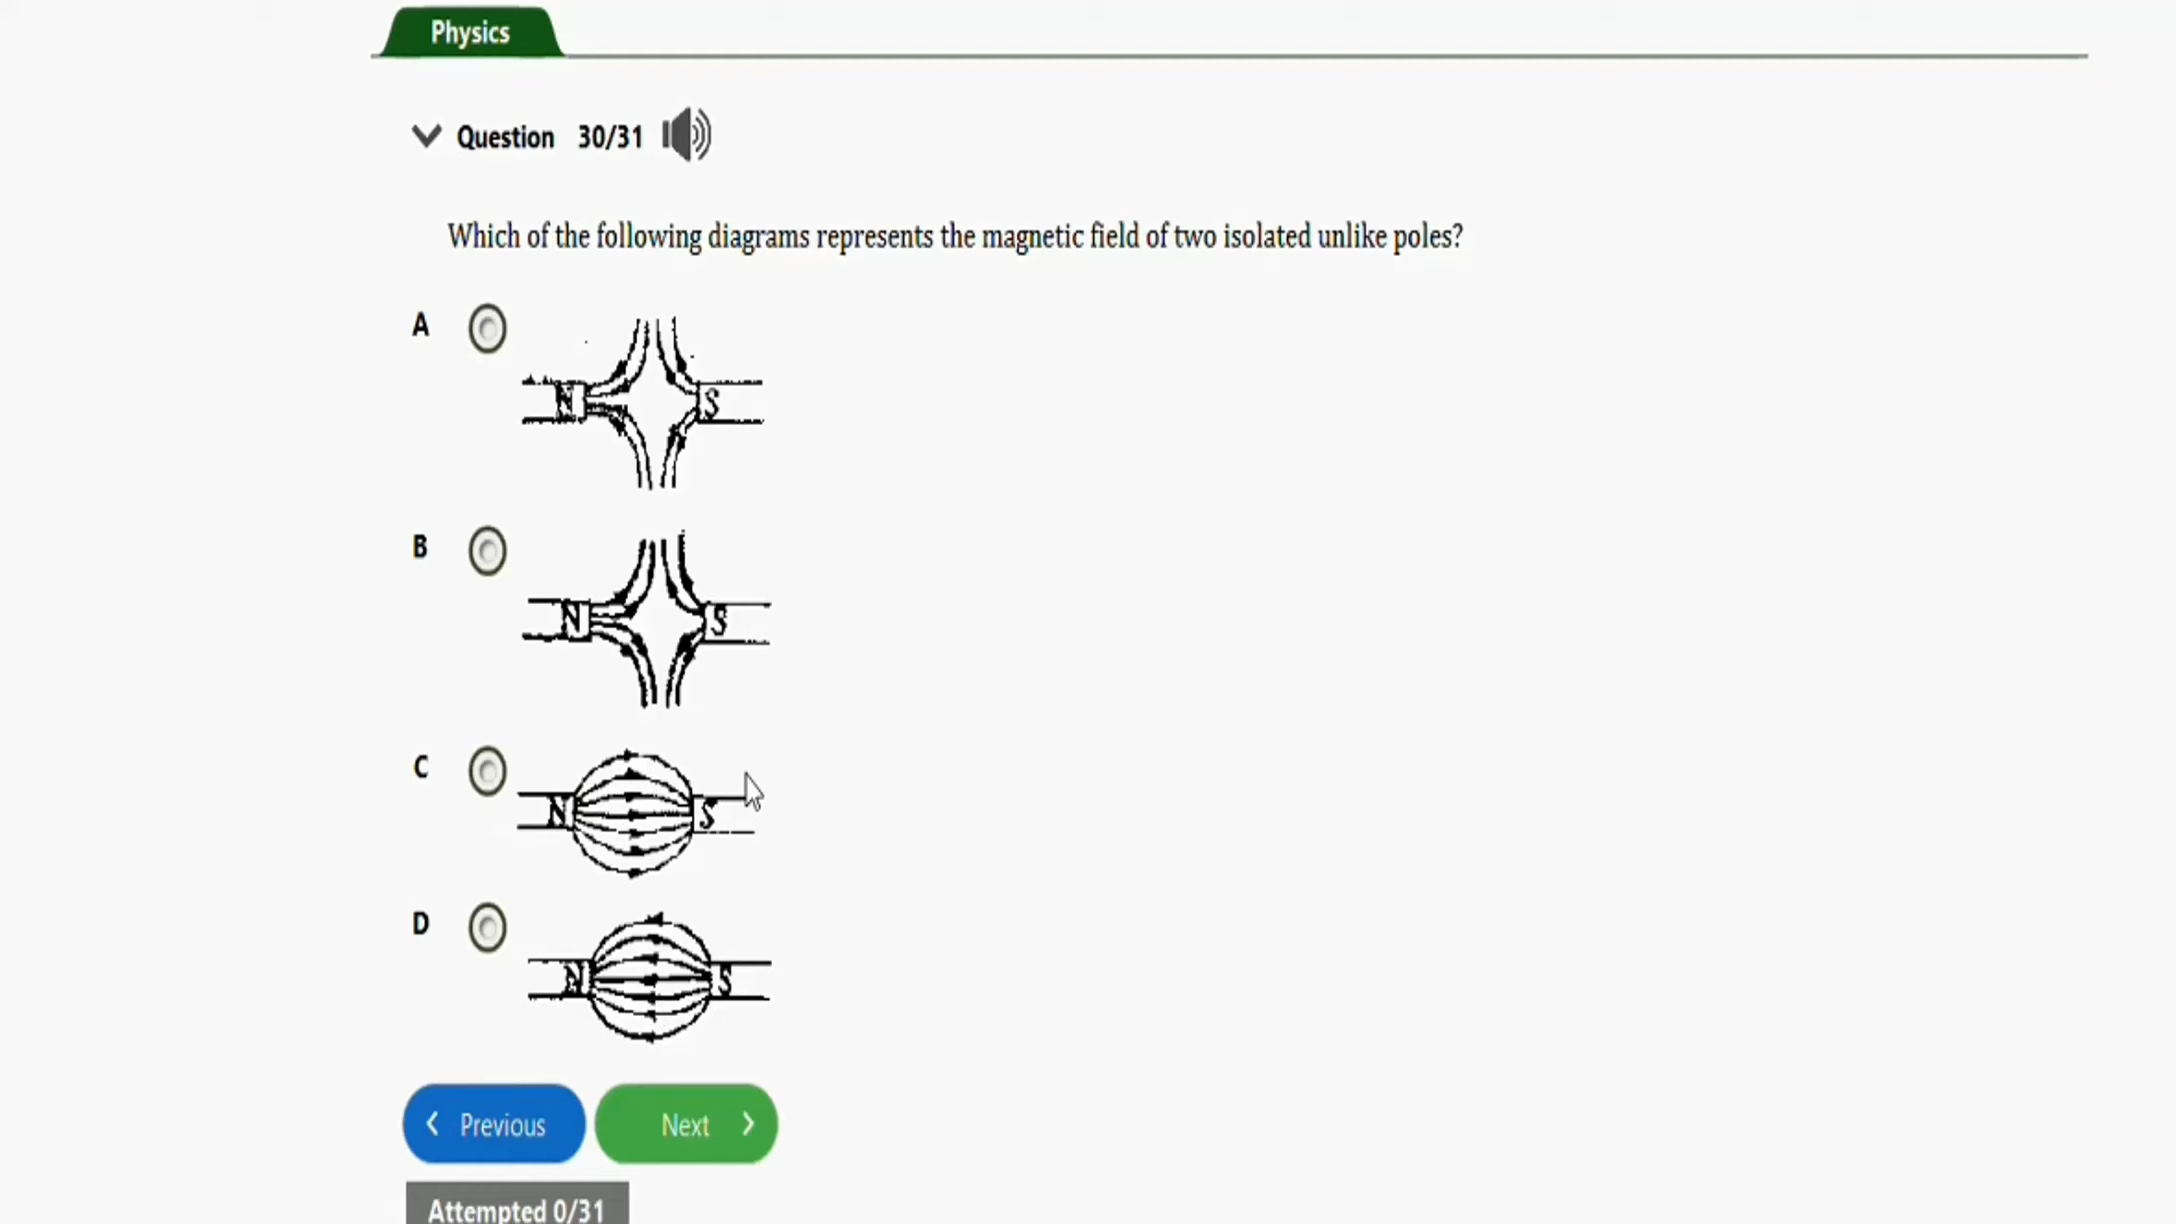 Physics
Question 30/31
Which of the following diagrams represents the magnetic field of two isolated unlike poles?
A
N S
B
N S
C
N S
D
N S
Previous
Next
Attempted 0/31